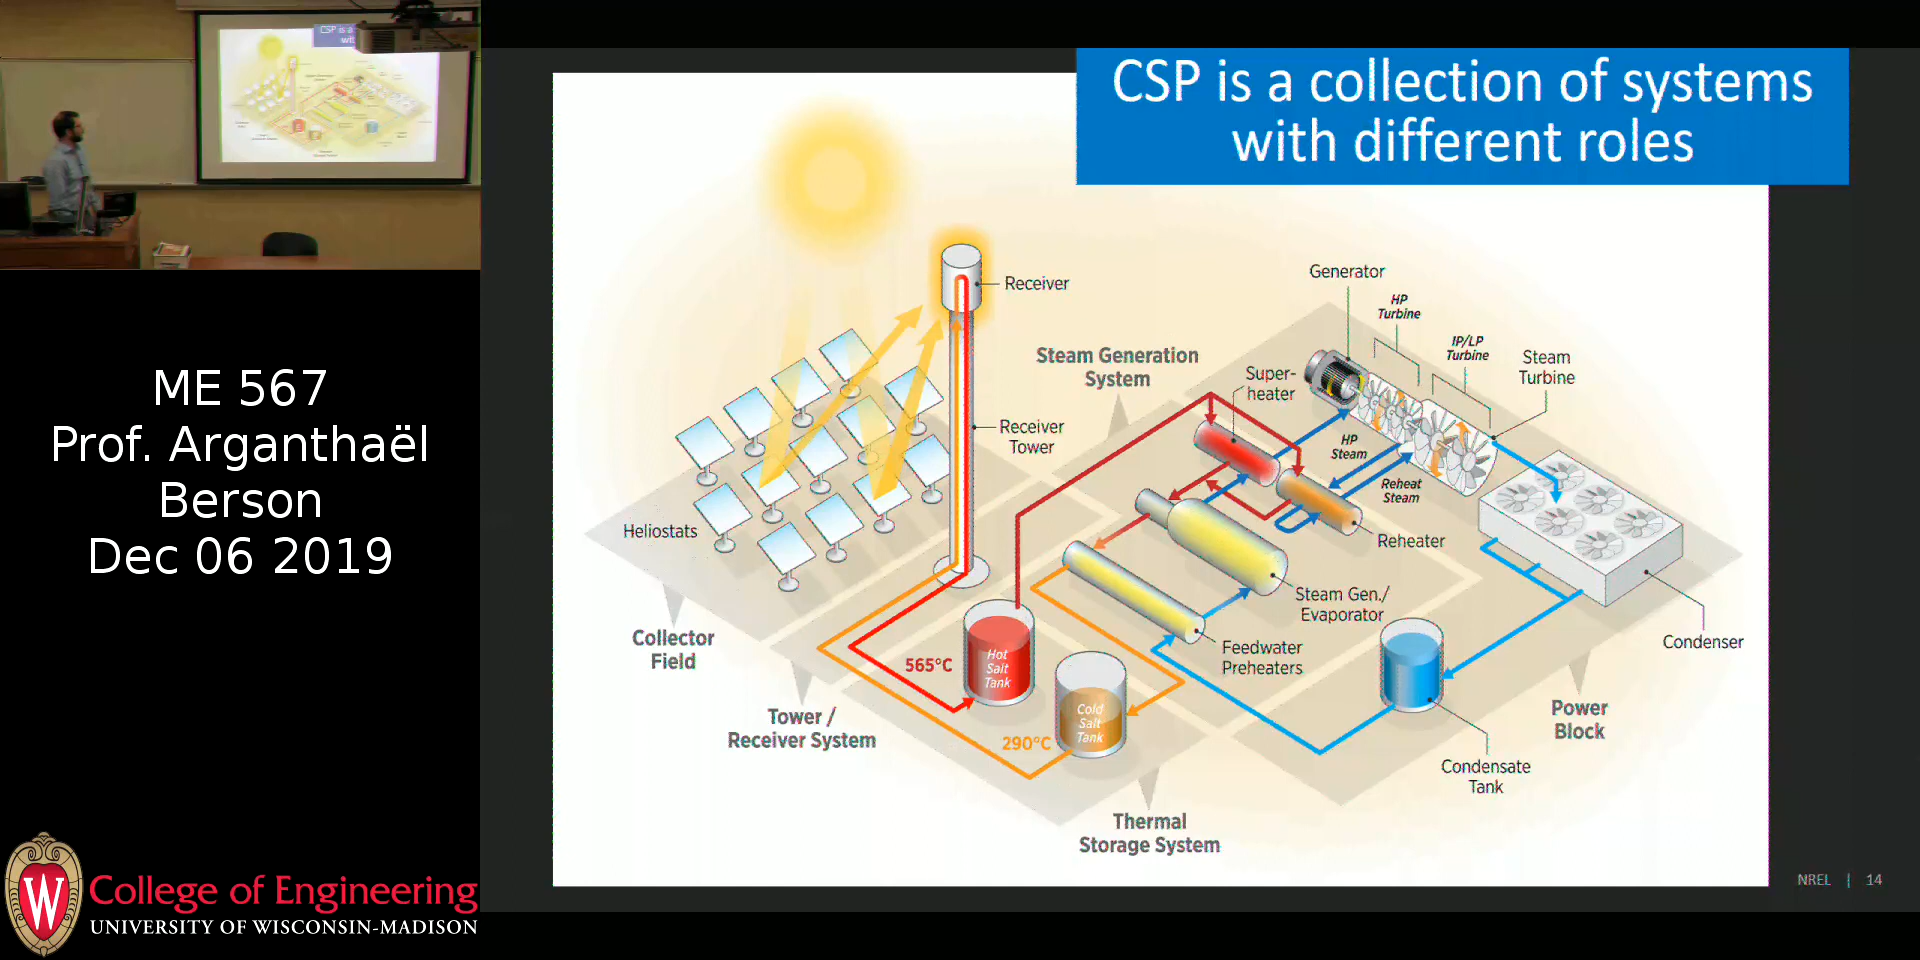 CSP is a
wit
ME 567
Prof. Arganthaël
Berson
Dec 06 2019
W
College of Engineering
UNIVERSITY OF WISCONSIN-MADISON
CSP is a collection of systems
with different roles
Receiver
Receiver
Tower
Heliostats
Collector
Field
Tower /
Receiver System
565°C
Hot
Salt
Tank
290°C
Cold
Salt
Tank
Thermal
Storage System
Steam Generation
System
Super-
heater
Reheater
Steam Gen./
Evaporator
Feedwater
Preheaters
Generator
HP
Turbine
IP/LP
Turbine
Steam
Turbine
HP
Steam
Reheat
Steam
Condenser
Condensate
Tank
Power
Block
NREL | 14